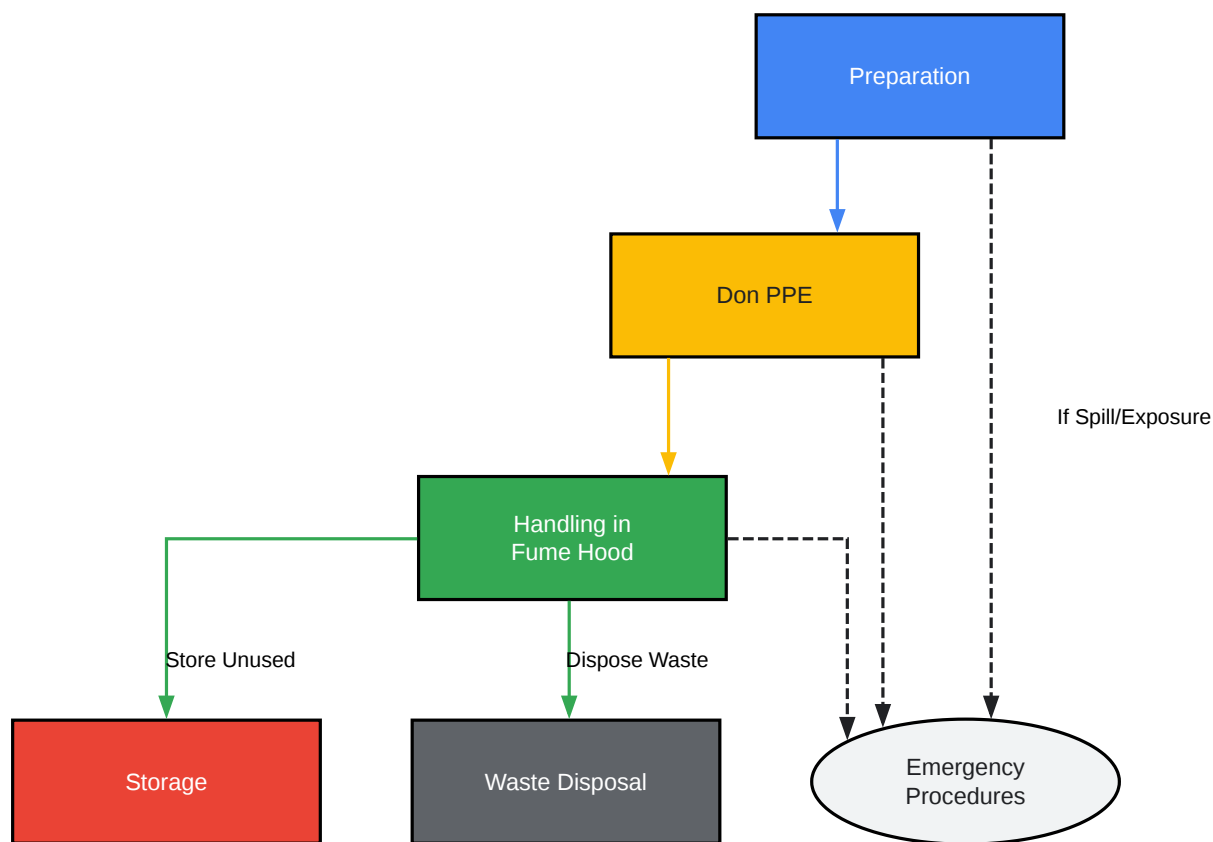 Preparation
Don PPE
If Spill/Exposure
Handling in
Fume Hood
Store Unused
Dispose Waste
Storage
Waste Disposal
Emergency
Procedures